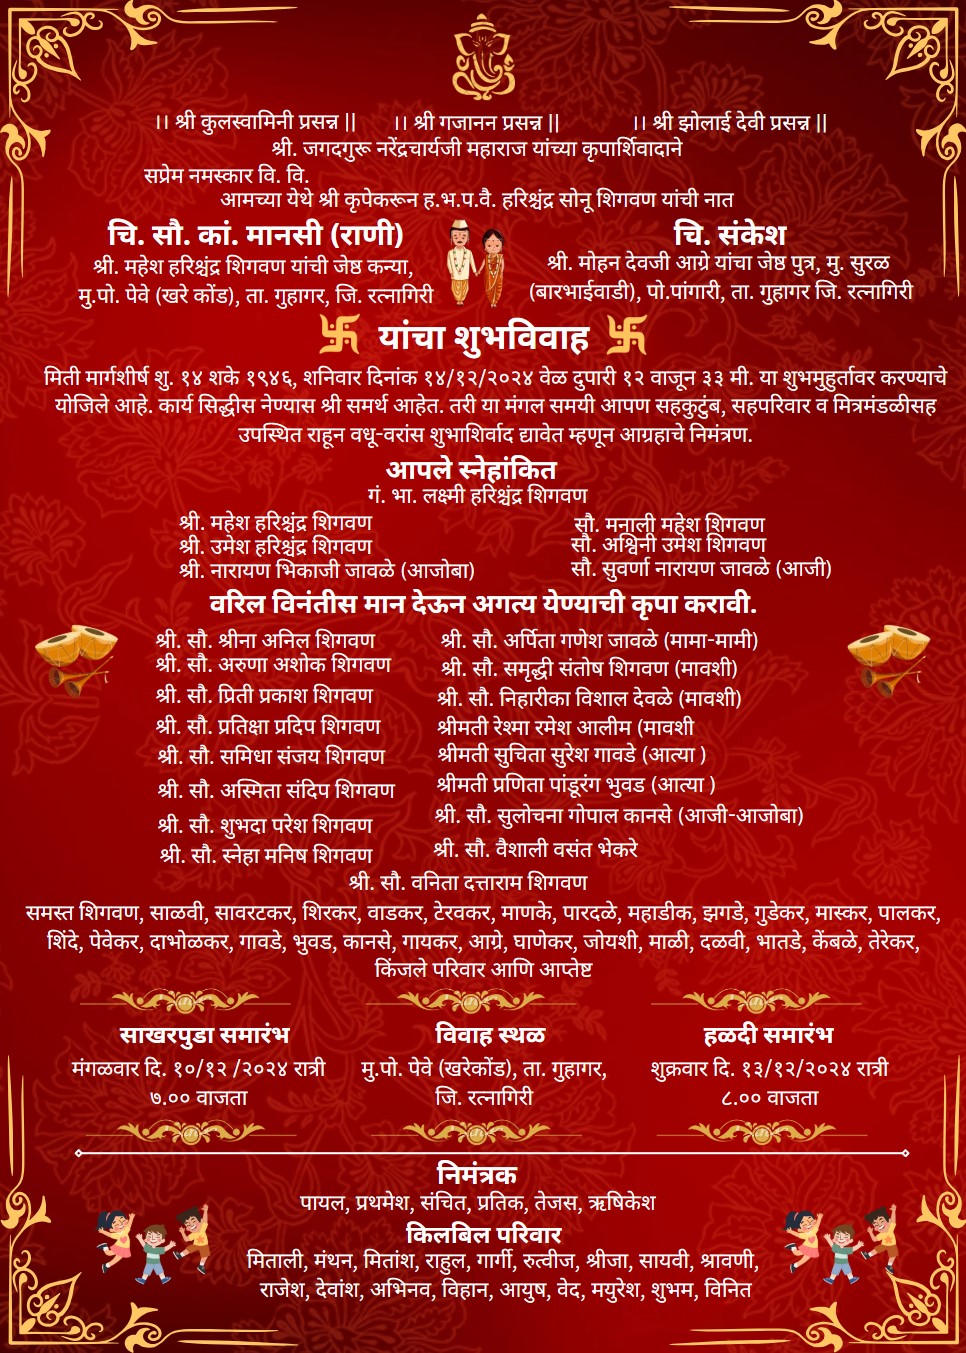 ।। श्री कुलस्वामिनी प्रसन्न || ।। श्री गजानन प्रसन्न || ।। श्री झोलाई देवी प्रसन्न ||
श्री. जगदगुरू नरेंद्रचार्यजी महाराज यांच्या कृपार्शिवादाने
सप्रेम नमस्कार वि. वि.
आमच्या येथे श्री कृपेकरून ह.भ.प.वै. हरिश्चंद्र सोनू शिगवण यांची नात
चि. सौ. कां. मानसी (राणी)
श्री. महेश हरिश्चंद्र शिगवण यांची जेष्ठ कन्या,
मु.पो. पेवे (खरे कोंड), ता. गुहागर, जि. रत्नागिरी
चि. संकेश
श्री. मोहन देवजी आग्रे यांचा जेष्ठ पुत्र, मु. सुरळ
(बारभाईवाडी), पो.पांगारी, ता. गुहागर जि. रत्नागिरी
यांचा शुभविवाह
मिती मार्गशीर्ष शु. १४ शके १९४६, शनिवार दिनांक १४/१२/२०२४ वेळ दुपारी १२ वाजून ३३ मी. या शुभमुहुर्तावर करण्याचे
योजिले आहे. कार्य सिद्धीस नेण्यास श्री समर्थ आहेत. तरी या मंगल समयी आपण सहकुटुंब, सहपरिवार व मित्रमंडळीसह
उपस्थित राहून वधू-वरांस शुभाशिर्वाद द्यावेत म्हणून आग्रहाचे निमंत्रण.
आपले स्नेहांकित
गं. भा. लक्ष्मी हरिश्चंद्र शिगवण
श्री. महेश हरिश्चंद्र शिगवण
श्री. उमेश हरिश्चंद्र शिगवण
श्री. नारायण भिकाजी जावळे (आजोबा)
सौ. मनाली महेश शिगवण
सौ. अश्विनी उमेश शिगवण
सौ. सुवर्णा नारायण जावळे (आजी)
वरिल विनंतीस मान देऊन अगत्य येण्याची कृपा करावी.
श्री. सौ. श्रीना अनिल शिगवण
श्री. सौ. अरुणा अशोक शिगवण
श्री. सौ. प्रिती प्रकाश शिगवण
श्री. सौ. प्रतिक्षा प्रदिप शिगवण
श्री. सौ. समिधा संजय शिगवण
श्री. सौ. अस्मिता संदिप शिगवण
श्री. सौ. शुभदा परेश शिगवण
श्री. सौ. स्नेहा मनिष शिगवण
श्री. सौ. अर्पिता गणेश जावळे (मामा-मामी)
श्री. सौ. समृद्धी संतोष शिगवण (मावशी)
श्री. सौ. निहारीका विशाल देवळे (मावशी)
श्रीमती रेश्मा रमेश आलीम (मावशी
श्रीमती सुचिता सुरेश गावडे (आत्या )
श्रीमती प्रणिता पांडूरंग भुवड (आत्या )
श्री. सौ. सुलोचना गोपाल कानसे (आजी-आजोबा)
श्री. सौ. वैशाली वसंत भेकरे
श्री. सौ. वनिता दत्ताराम शिगवण
समस्त शिगवण, साळवी, सावरटकर, शिरकर, वाडकर, टेरवकर, माणके, पारदळे, महाडीक, झगडे, गुडेकर, मास्कर, पालकर,
शिंदे, पेवेकर, दाभोळकर, गावडे, भुवड, कानसे, गायकर, आग्रे, घाणेकर, जोयशी, माळी, दळवी, भातडे, केंबळे, तेरेकर,
किंजले परिवार आणि आप्तेष्ट
साखरपुडा समारंभ
मंगळवार दि. १०/१२ /२०२४ रात्री
७.०० वाजता
विवाह स्थळ
मु.पो. पेवे (खरेकोंड), ता. गुहागर,
जि. रत्नागिरी
हळदी समारंभ
शुक्रवार दि. १३/१२/२०२४ रात्री
८.०० वाजता
निमंत्रक
पायल, प्रथमेश, संचित, प्रतिक, तेजस, ऋषिकेश
किलबिल परिवार
मिताली, मंथन, मितांश, राहुल, गार्गी, रुत्वीज, श्रीजा, सायवी, श्रावणी,
राजेश, देवांश, अभिनव, विहान, आयुष, वेद, मयुरेश, शुभम, विनित